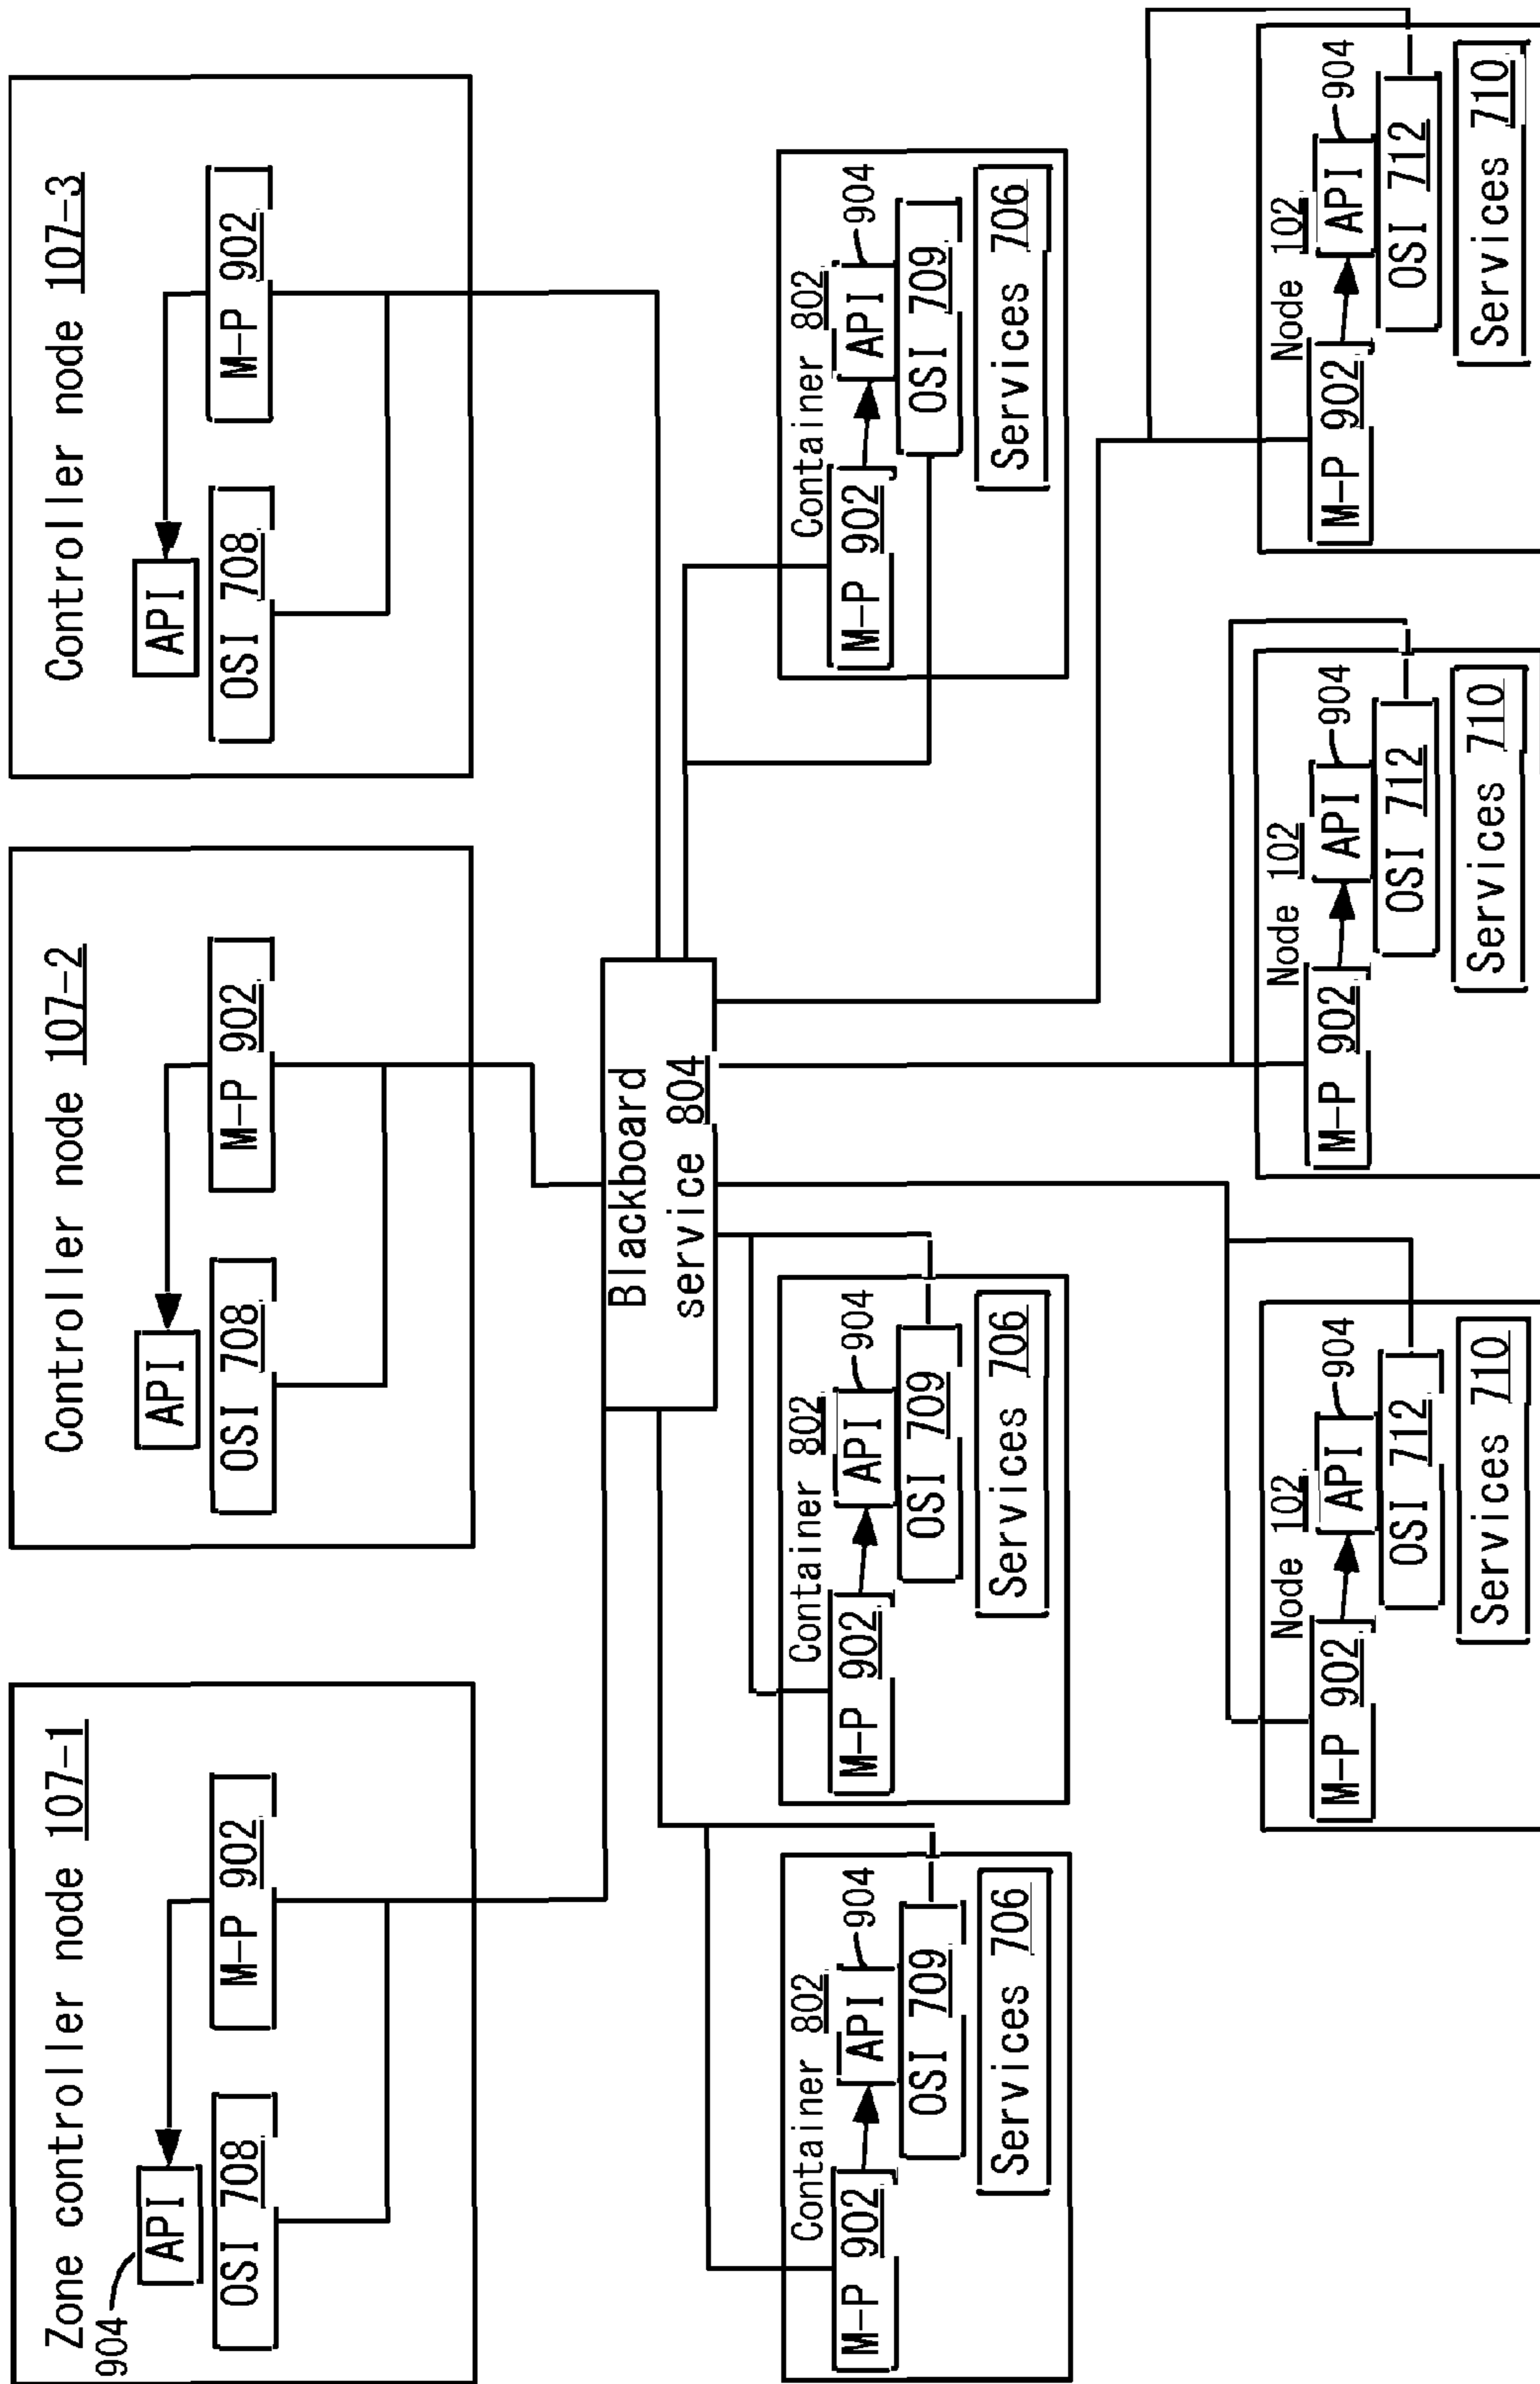 Zone controller node 107-1
904
API
OSI 708
M-P 902
Controller node 107-2
API
OSI 708
M-P 902
Controller node 107-3
API
OSI 708
M-P 902
Blackboard
service 804
Container 802
M-P 902
API
904
OSI 709
Services 706
Container 802
M-P 902
API
904
OSI 709
Services 706
Container 802
M-P 902
API
904
OSI 709
Services 706
Node 102
M-P 902
API
904
OSI 712
Services 710
Node 102
M-P 902
API
904
OSI 712
Services 710
Node 102
M-P 902
API
904
OSI 712
Services 710